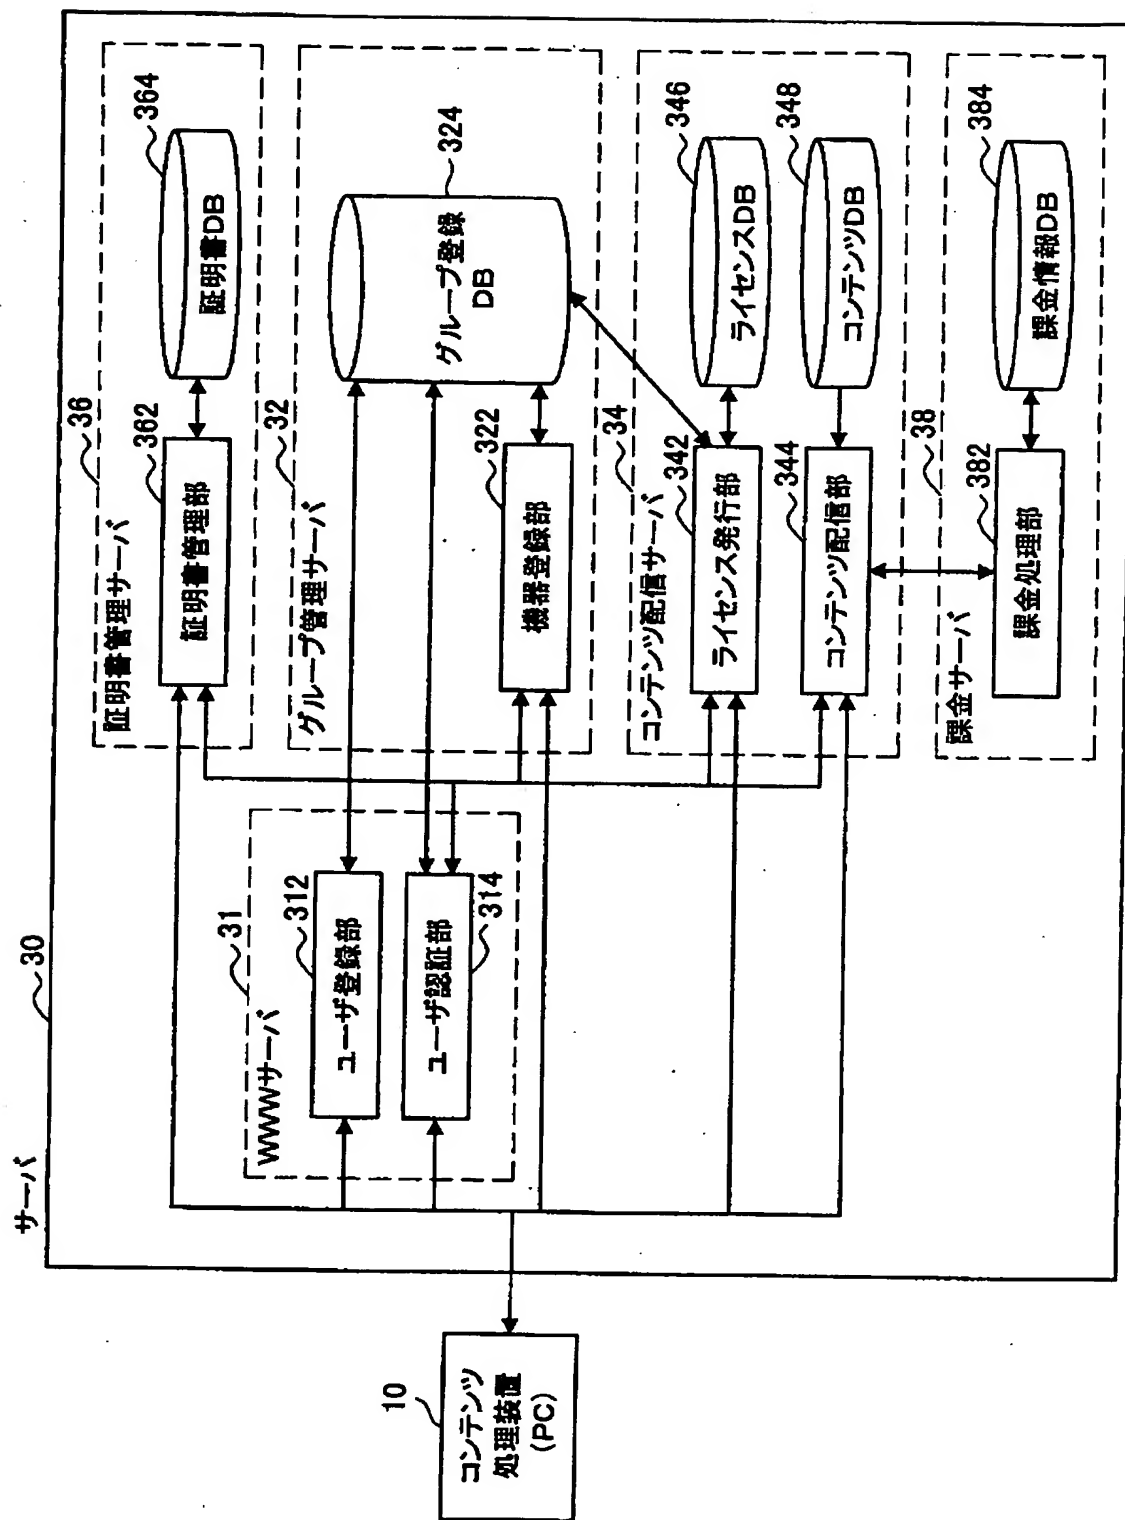 サーバ
30
証明書管理サーバ
36
362
証明書管理部
364
証明書DB
WWWサーバ
31
312
ユーザ登録部
ユーザ認証部
314
グループ管理サーバ
32
グループ登録
DB
324
322
機器登録部
コンテンツ配信サーバ
34
342
ライセンス発行部
346
ライセンスDB
344
コンテンツ配信部
348
コンテンツDB
課金サーバ
38
382
課金処理部
384
課金情報DB
10
コンテンツ
処理装置
(PC)